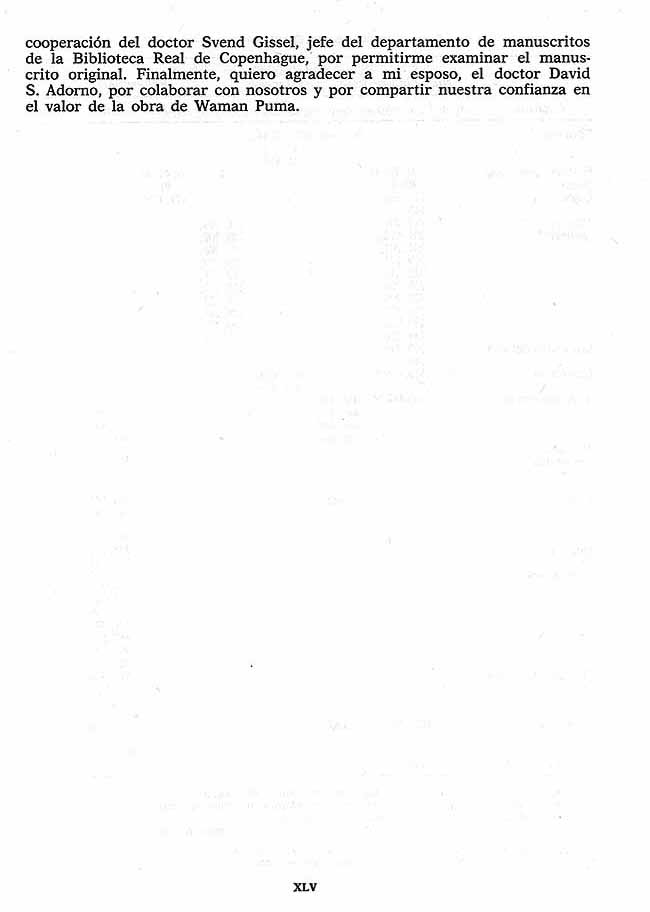 cooperación del doctor Svend Gissel, jefe del departamento de manuscritos
de la Biblioteca Real de Copenhague, por permitirme examinar el manus-
crito original. Finalmente, quiero agradecer a mi esposo, el doctor David
S. Adorno, por colaborar con nosotros y por compartir nuestra confianza en
el valor de la obra de Waman Puma.
XLV